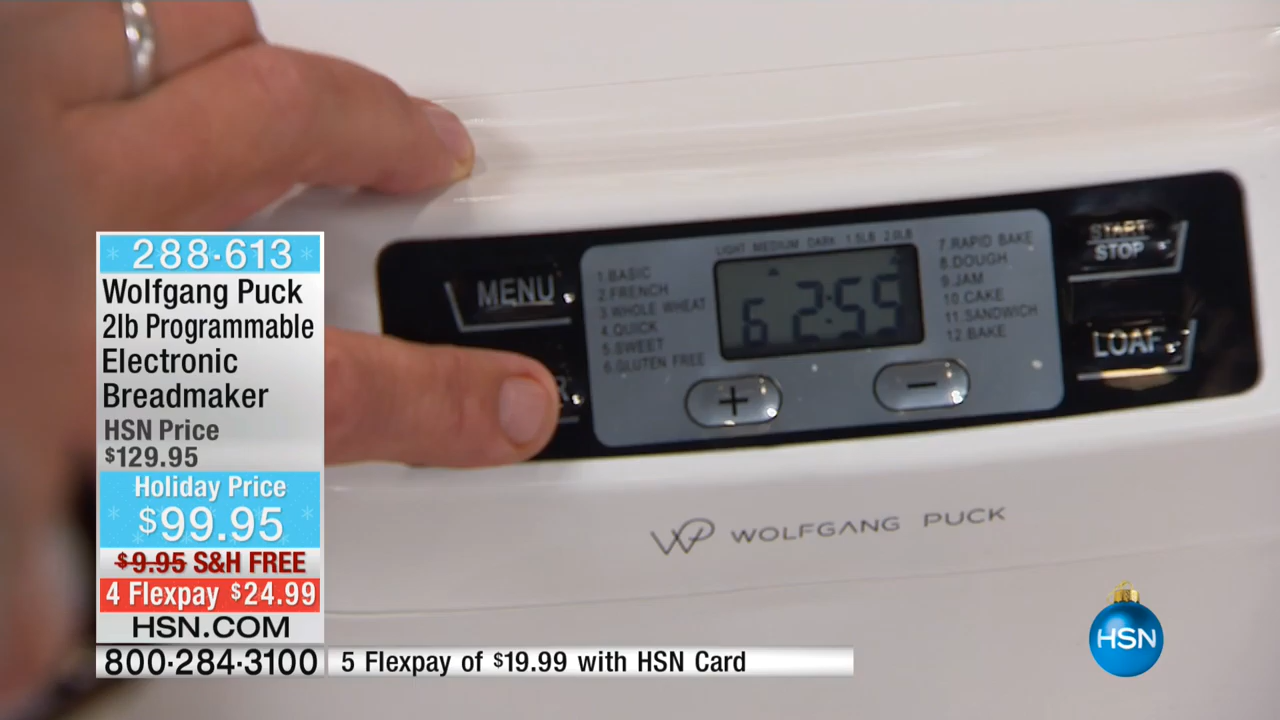 288-613
Wolfgang Puck
2lb Programmable
Electronic
Breadmaker
HSN Price
$129.95
Holiday Price
$99.95
$9.95 S&H FREE
4 Flexpay $24.99
HSN.COM
800-284-3100
5 Flexpay of $19.99 with HSN Card
MENU
LIGHT MEDIUM DARK 1.5LB 2.0LB
1.BASIC
2.FRENCH
3.WHOLE WHEAT
4.QUICK
5.SWEET
6.GLUTEN FREE
6 2:55
7.RAPID BAKE
8.DOUGH
9.JAM
10.CAKE
11.SANDWICH
12.BAKE
+
−
START
STOP
LOAF
WP WOLFGANG PUCK
HSN